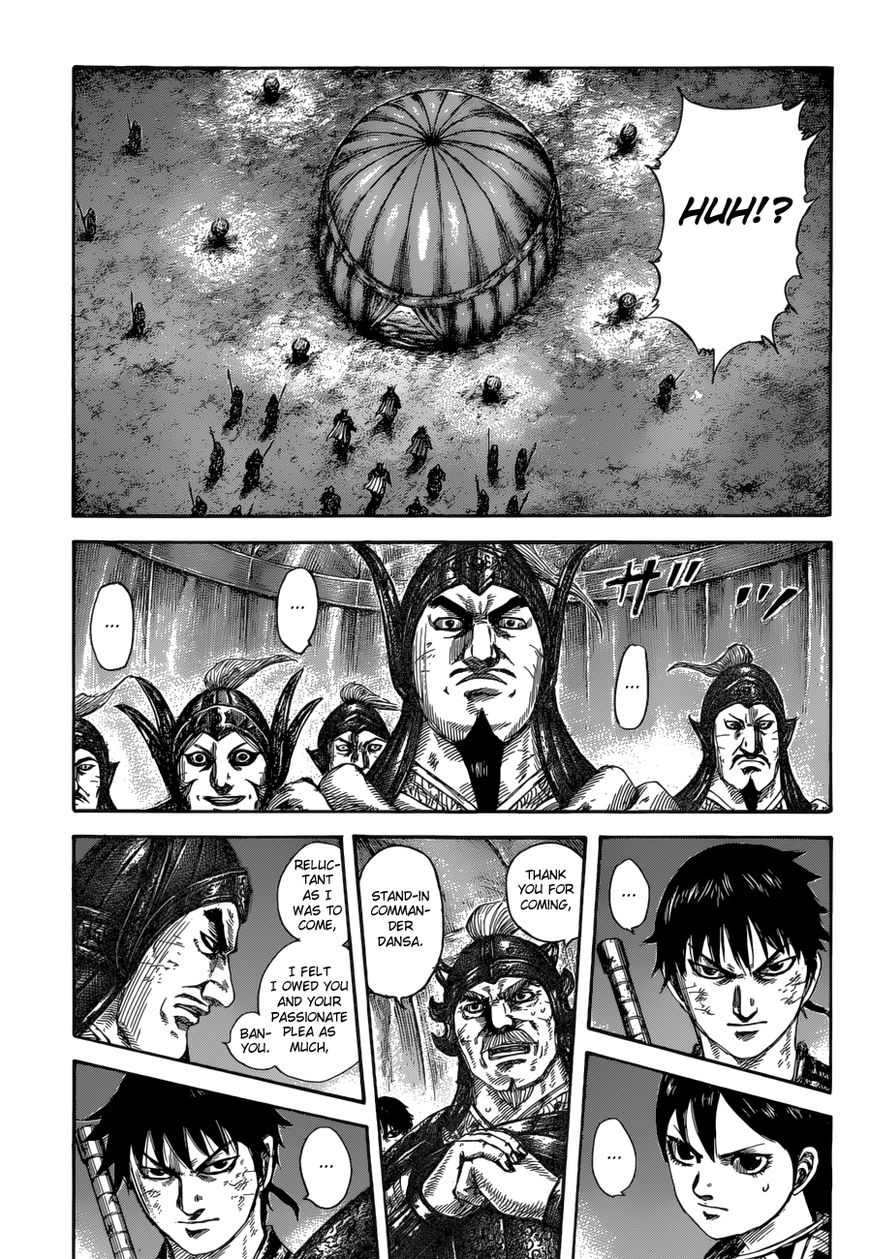 HUH!?
...
ザッ
ッ
...
...
...
THANK
YOU FOR
COMING,
STAND-IN
COMMAN-
DER
DANSA.
RELUC-
TANT
AS I
WAS TO
COME,
I FELT
I OWED YOU
AND YOUR
PASSIONATE
PLEA AS
MUCH,
BAN-
YOU.
...
...